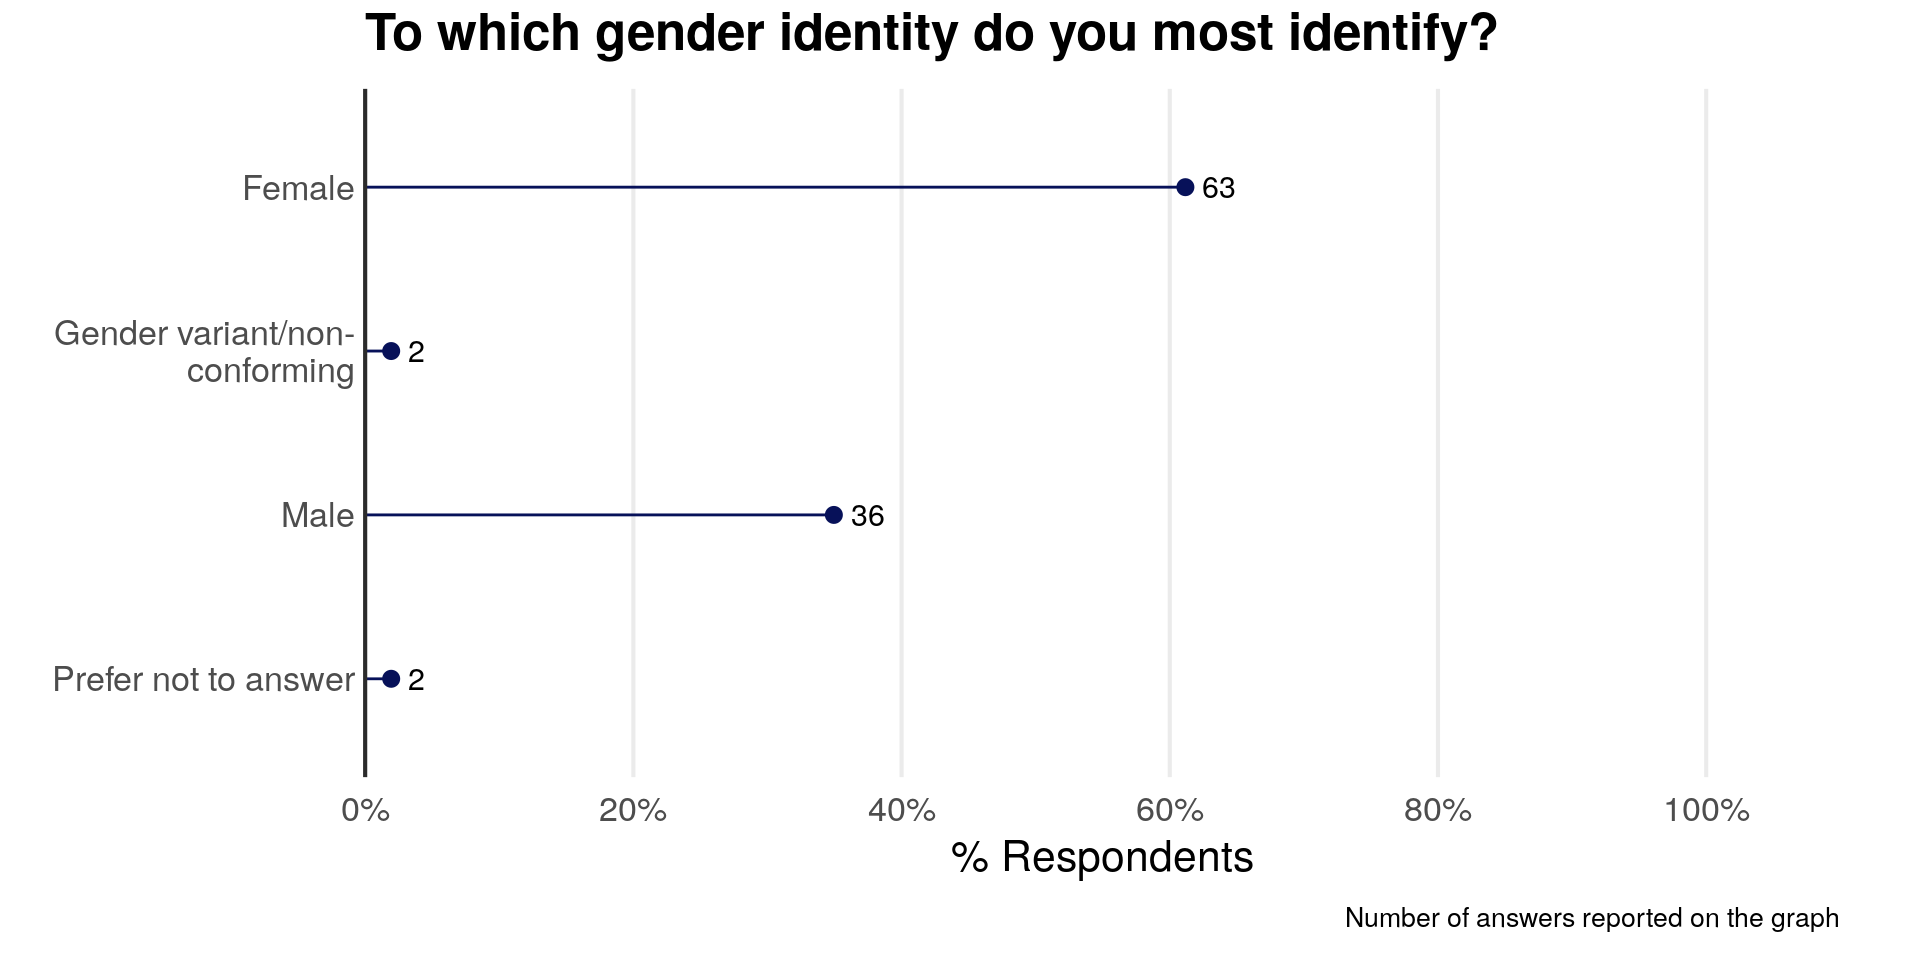 To which gender identity do you most identify?
Female
63
Gender variant/non-
conforming
2
Male
36
Prefer not to answer
2
0% 20% 40% 60% 80% 100%
% Respondents
Number of answers reported on the graph